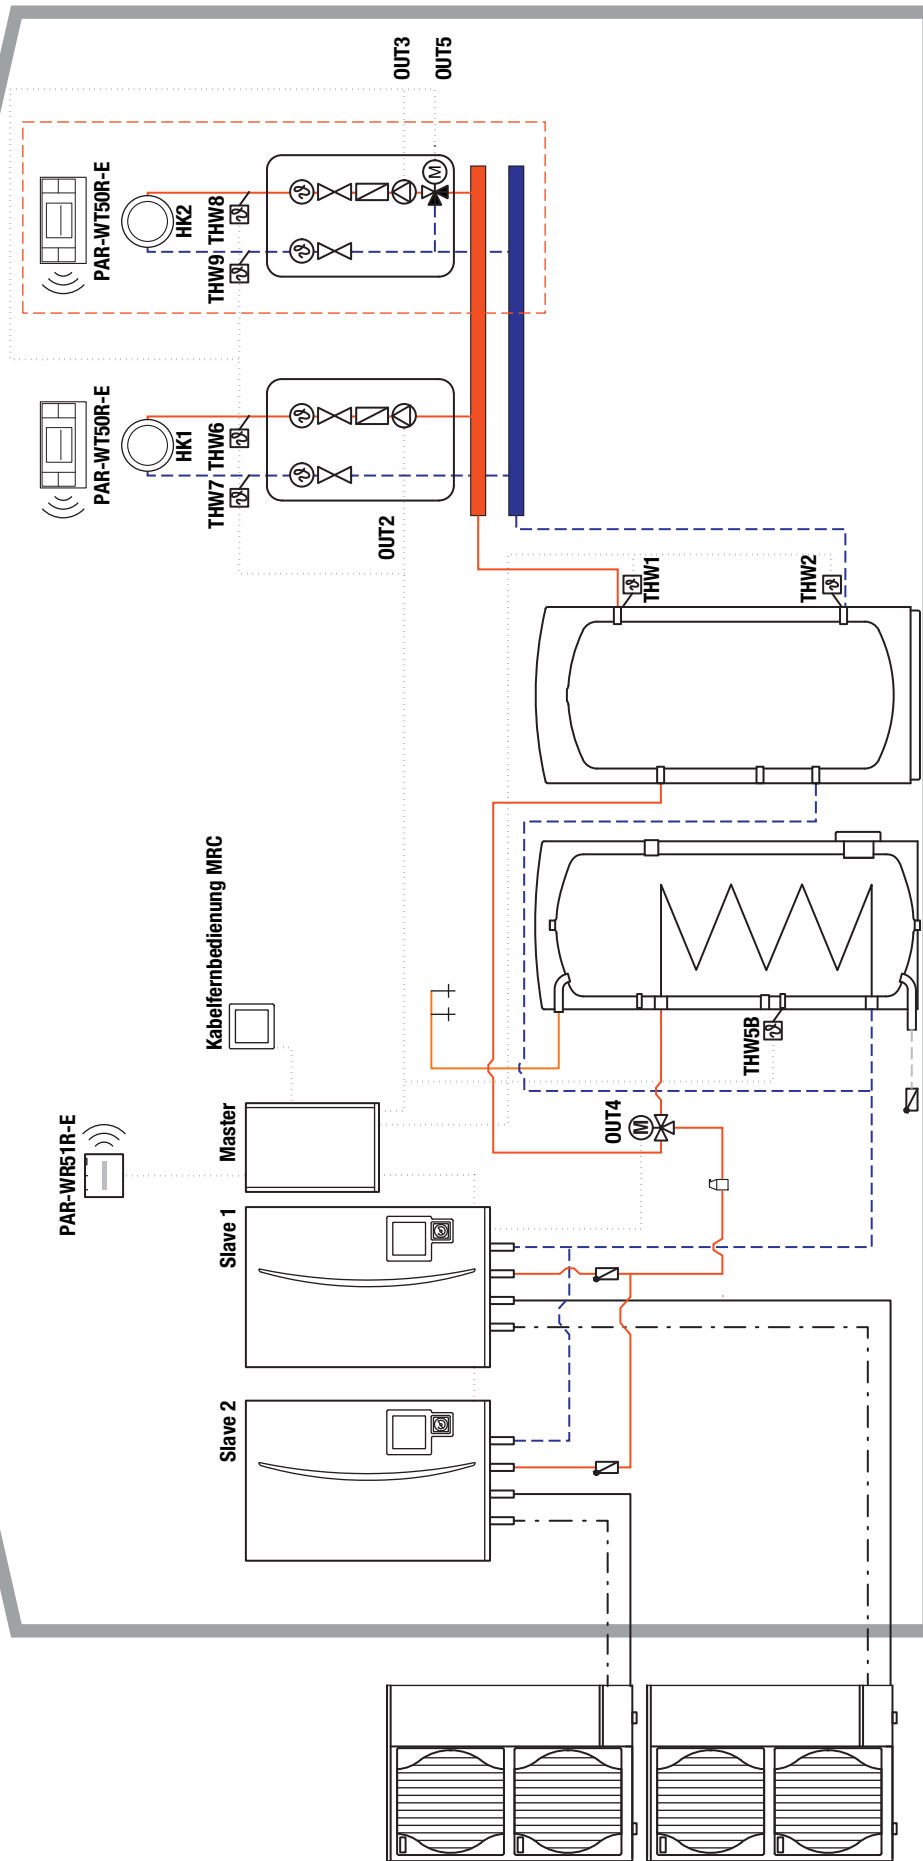 PAR-WR51R-E
Kabelfernbedienung MRC
Slave 2
Slave 1
Master
OUT4
THW5B
PAR-WT50R-E
HK1
THW7 THW6
OUT2
THW1
THW2
PAR-WT50R-E
HK2
THW9 THW8
OUT3
OUT5
M
M